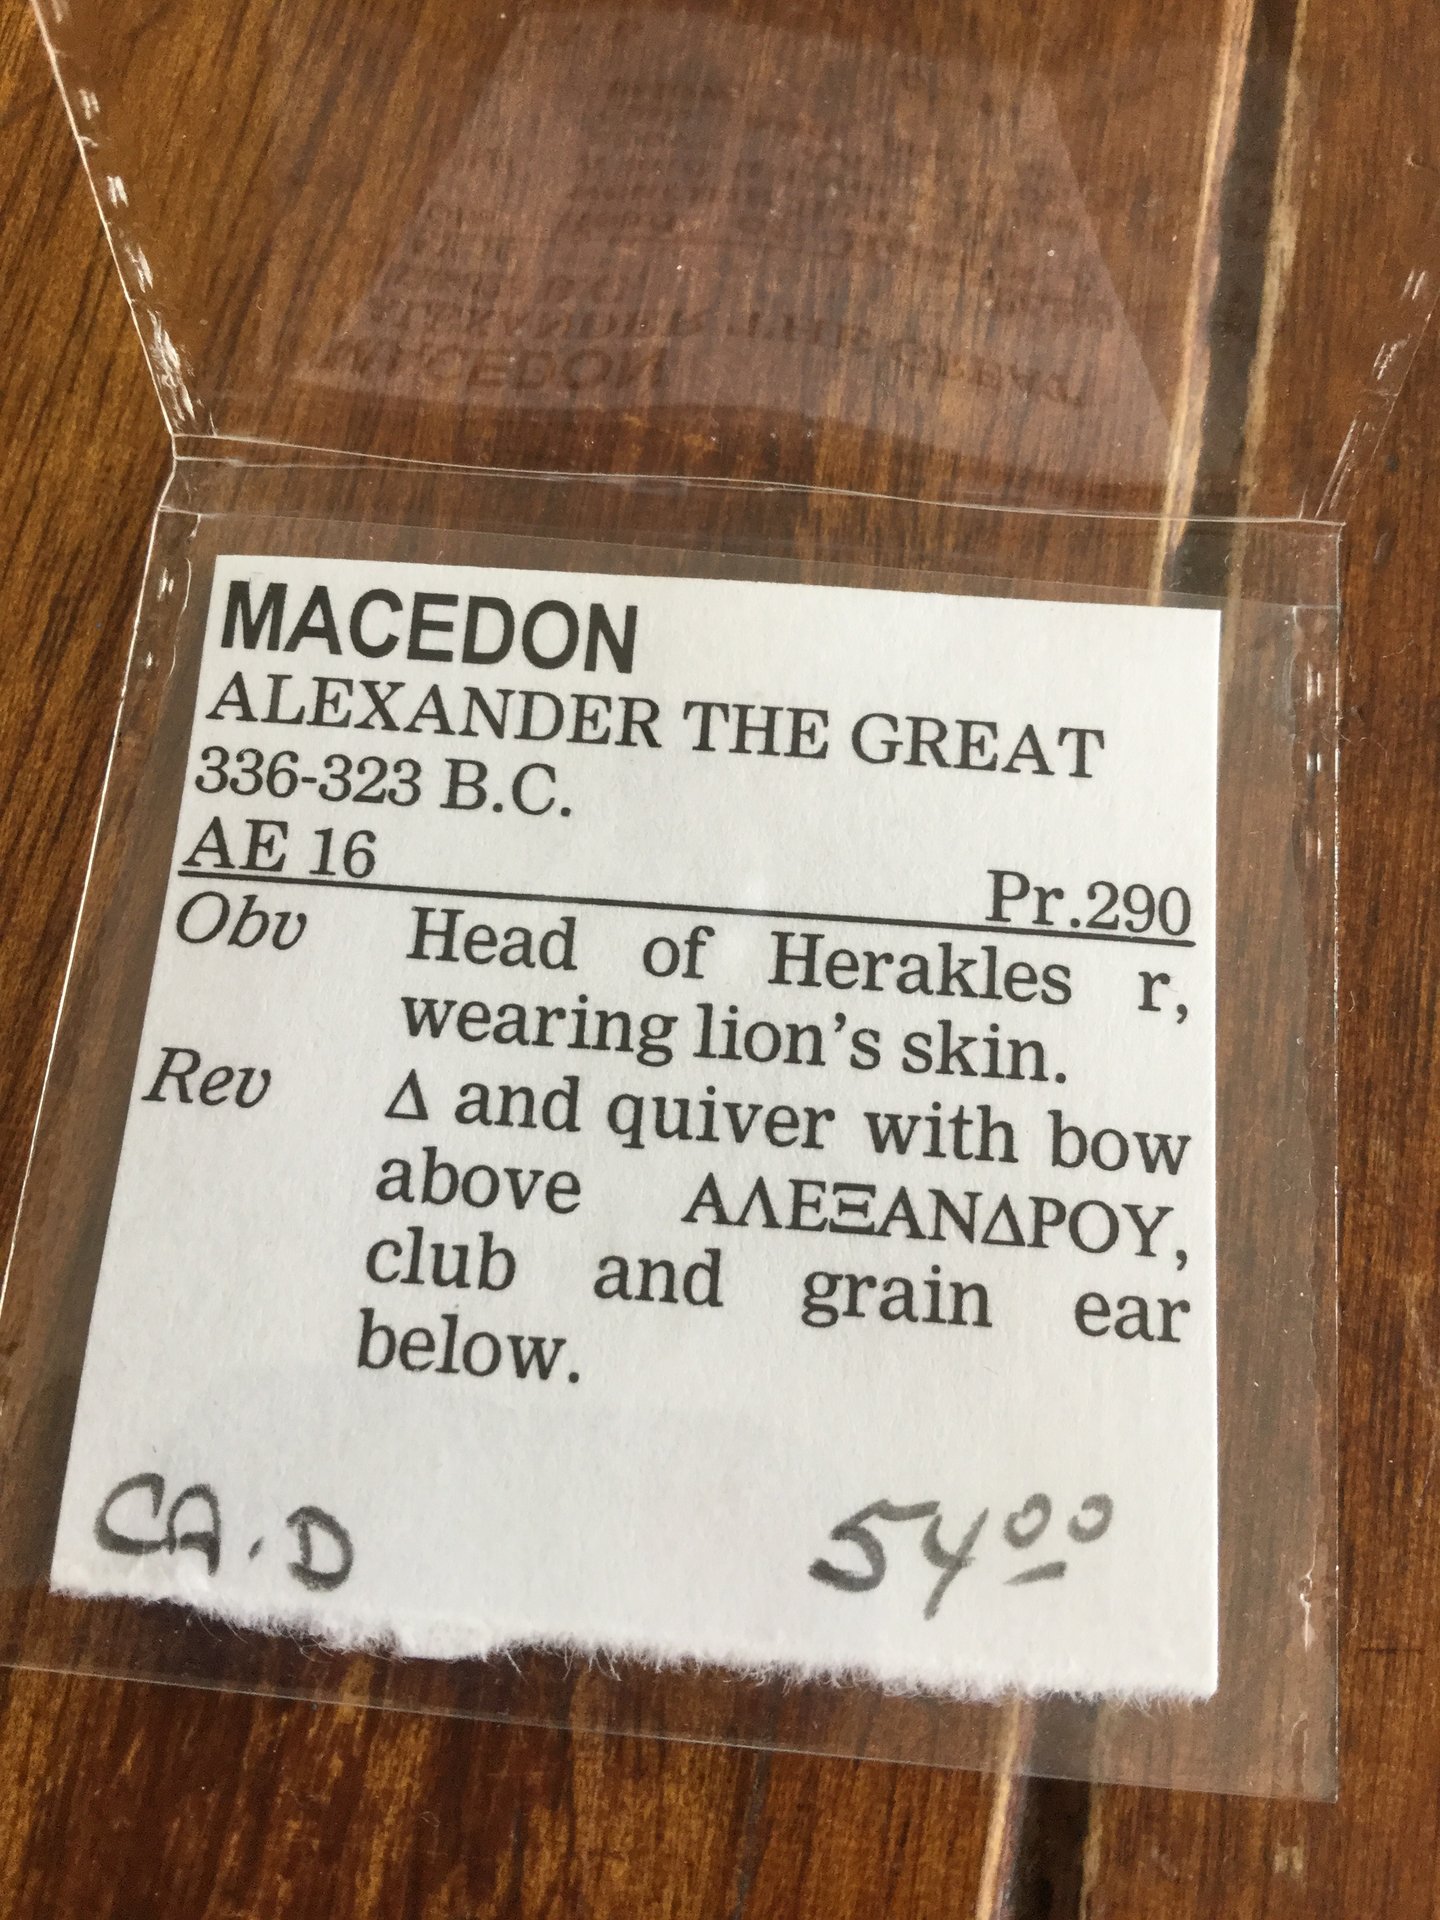 MACEDON
ALEXANDER THE GREAT
336-323 B.C.
AE 16 Pr.290
Obv Head of Herakles r,
wearing lion's skin.
Rev Δ and quiver with bow
above ΑΛΕΞΑΝΔΡΟΥ,
club and grain ear
below.
CA.D 54⁰⁰